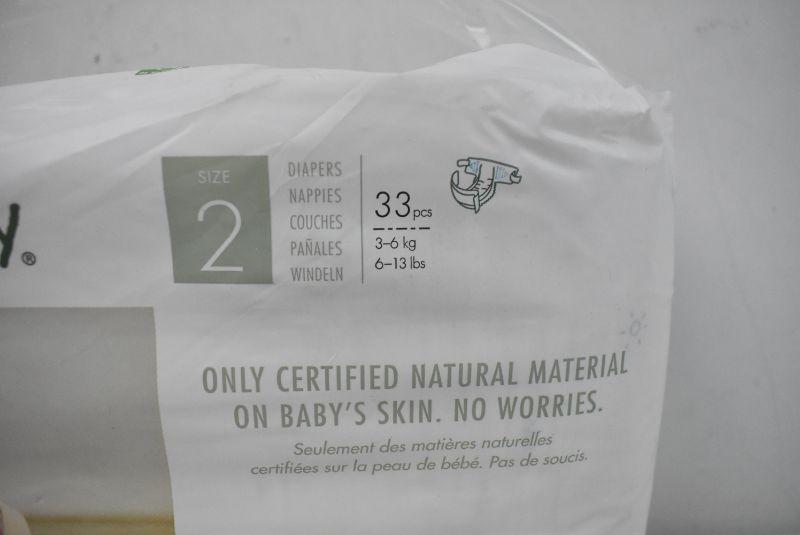 Y®
SIZE
2
DIAPERS
NAPPIES
COUCHES
PAÑALES
WINDELN
33pcs
3–6 kg
6–13 lbs
ONLY CERTIFIED NATURAL MATERIAL
ON BABY'S SKIN. NO WORRIES.
Seulement des matières naturelles
certifiées sur la peau de bébé. Pas de soucis.